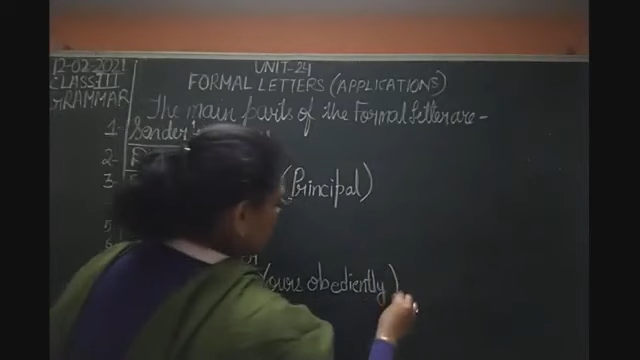 12-02-2021
UNIT-24
CLASS III
FORMAL LETTERS (APPLICATIONS)
GRAMMAR
The main parts of the Formal Letter are -
1- Sender's
2-
3- (Principal)
5
6
(Yours obediently)